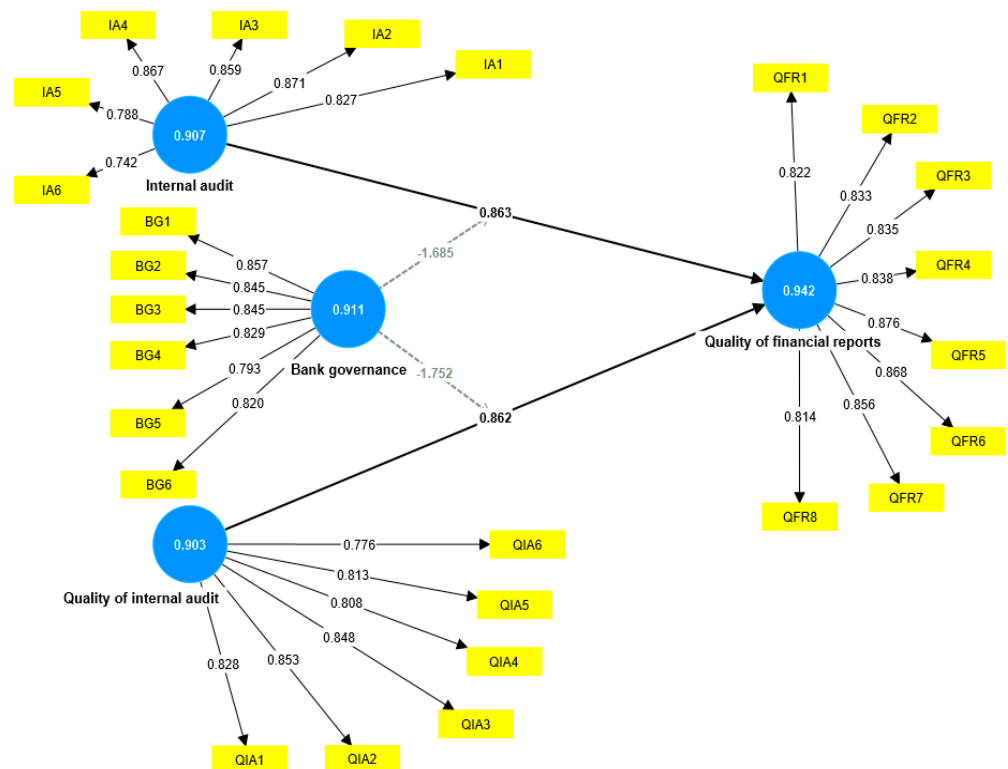 IA4
IA3
IA2
IA1
IA5
IA6
0.867
0.859
0.871
0.827
0.788
0.742
0.907
Internal audit
BG1
BG2
BG3
BG4
BG5
BG6
0.857
0.845
0.845
0.829
0.793
0.820
0.911
Bank governance
0.863
-1.685
-1.752
0.862
QFR1
QFR2
QFR3
QFR4
QFR5
QFR6
QFR7
QFR8
0.822
0.833
0.835
0.838
0.876
0.868
0.856
0.814
0.942
Quality of financial reports
0.903
Quality of internal audit
0.776
0.813
0.808
0.848
0.853
0.828
QIA6
QIA5
QIA4
QIA3
QIA2
QIA1